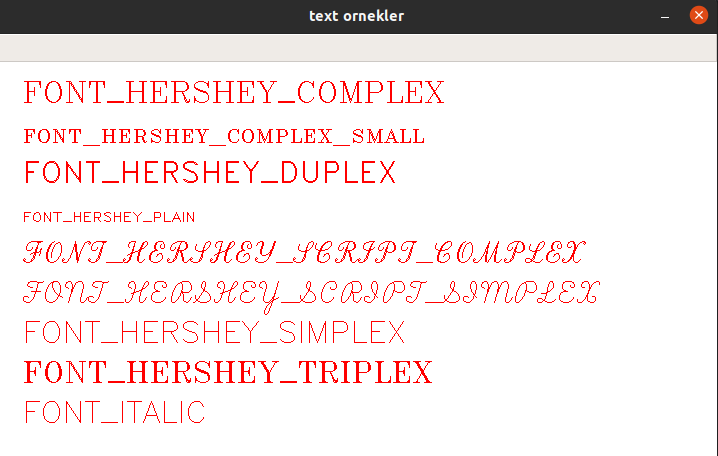 text ornekler
FONT_HERSHEY_COMPLEX
FONT_HERSHEY_COMPLEX_SMALL
FONT_HERSHEY_DUPLEX
FONT_HERSHEY_PLAIN
FONT_HERSHEY_SCRIPT_COMPLEX
FONT_HERSHEY_SCRIPT_SIMPLEX
FONT_HERSHEY_SIMPLEX
FONT_HERSHEY_TRIPLEX
FONT_ITALIC